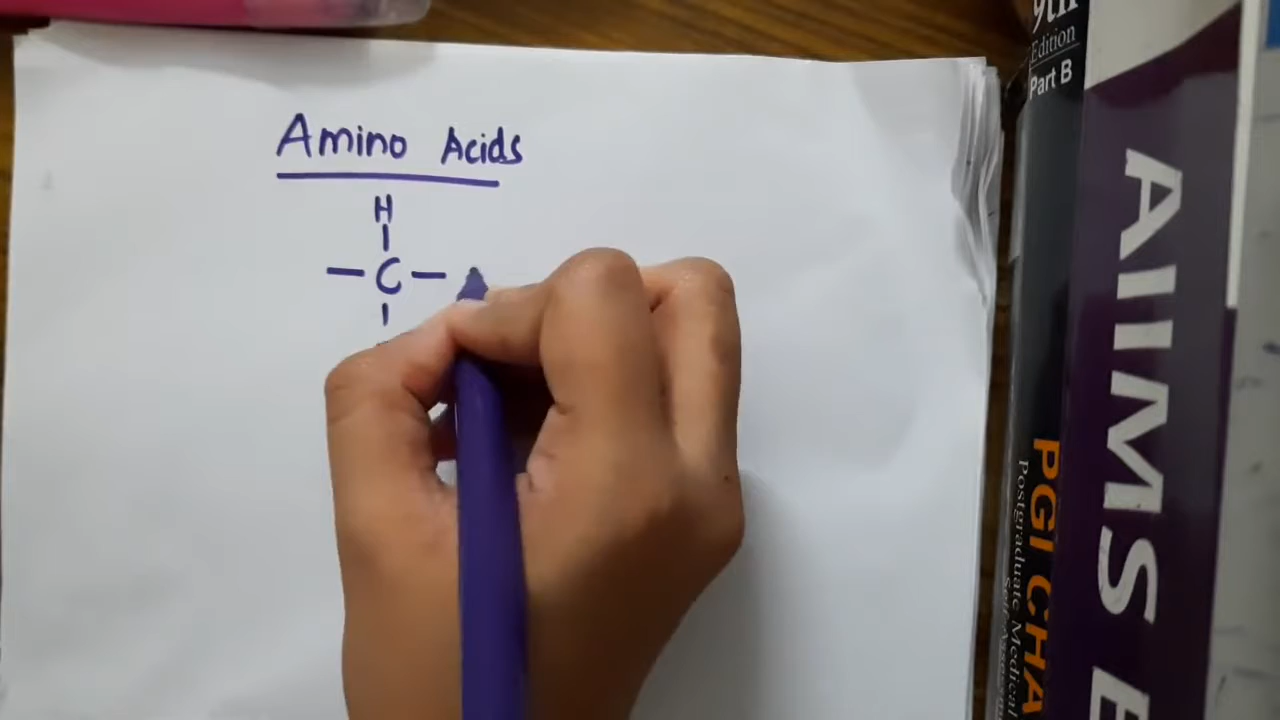 Amino Acids
H
C
9th
Edition
Part B
PGI CHA
Postgraduate Medical
AIIMS